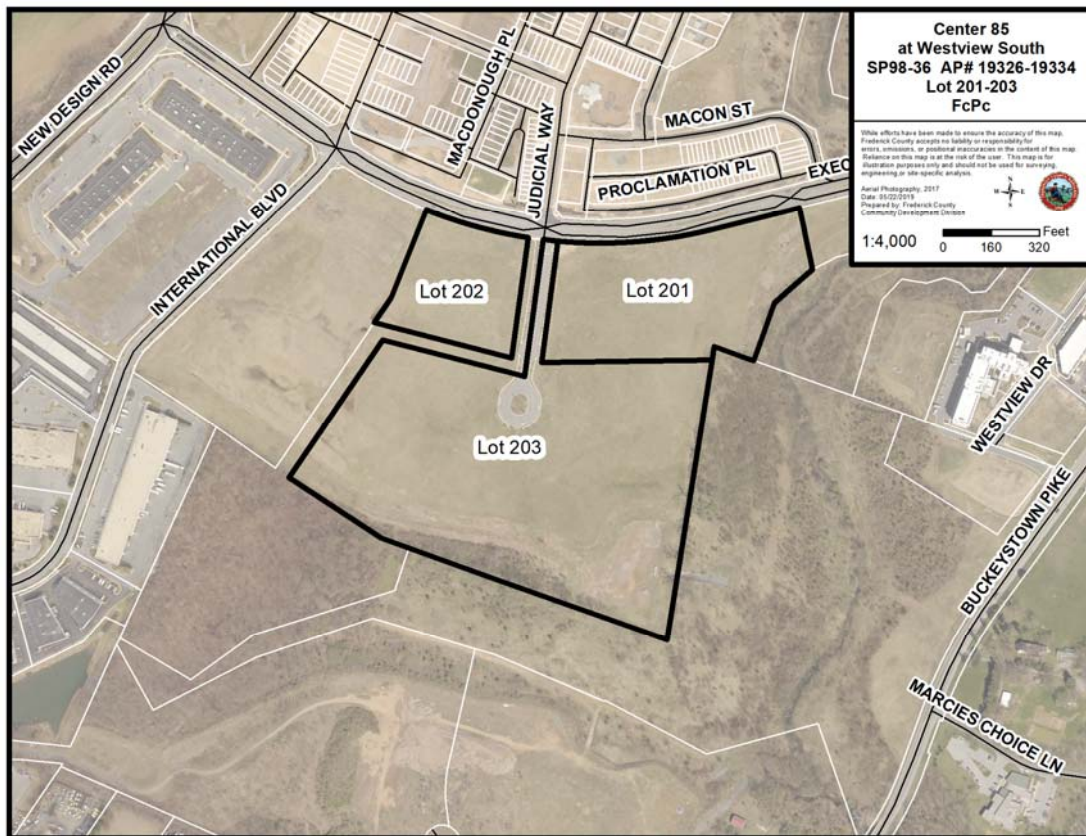 Center 85
at Westview South
SP98-36 AP# 19326-19334
Lot 201-203
FcPc
While efforts have been made to ensure the accuracy of this map,
Frederick County accepts no liability or responsibility for
errors, omissions, or positional inaccuracies in the content of this map.
Reliance on this map is at the risk of the user. This map is for
illustration purposes only and should not be used for surveying,
engineering,or site-specific analysis.
Aerial Photography, 2017
Date: 05/22/2019
Prepared by: Frederick County
Community Development Division
N
W E
1:4,000
0 160 320 Feet
NEW DESIGN RD
MACDONOUGH PL
JUDICIAL WAY
MACON ST
PROCLAMATION PL
EXEC
INTERNATIONAL BLVD
Lot 202
Lot 201
Lot 203
WESTVIEW DR
BUCKEYSTOWN PIKE
MARCIES CHOICE LN